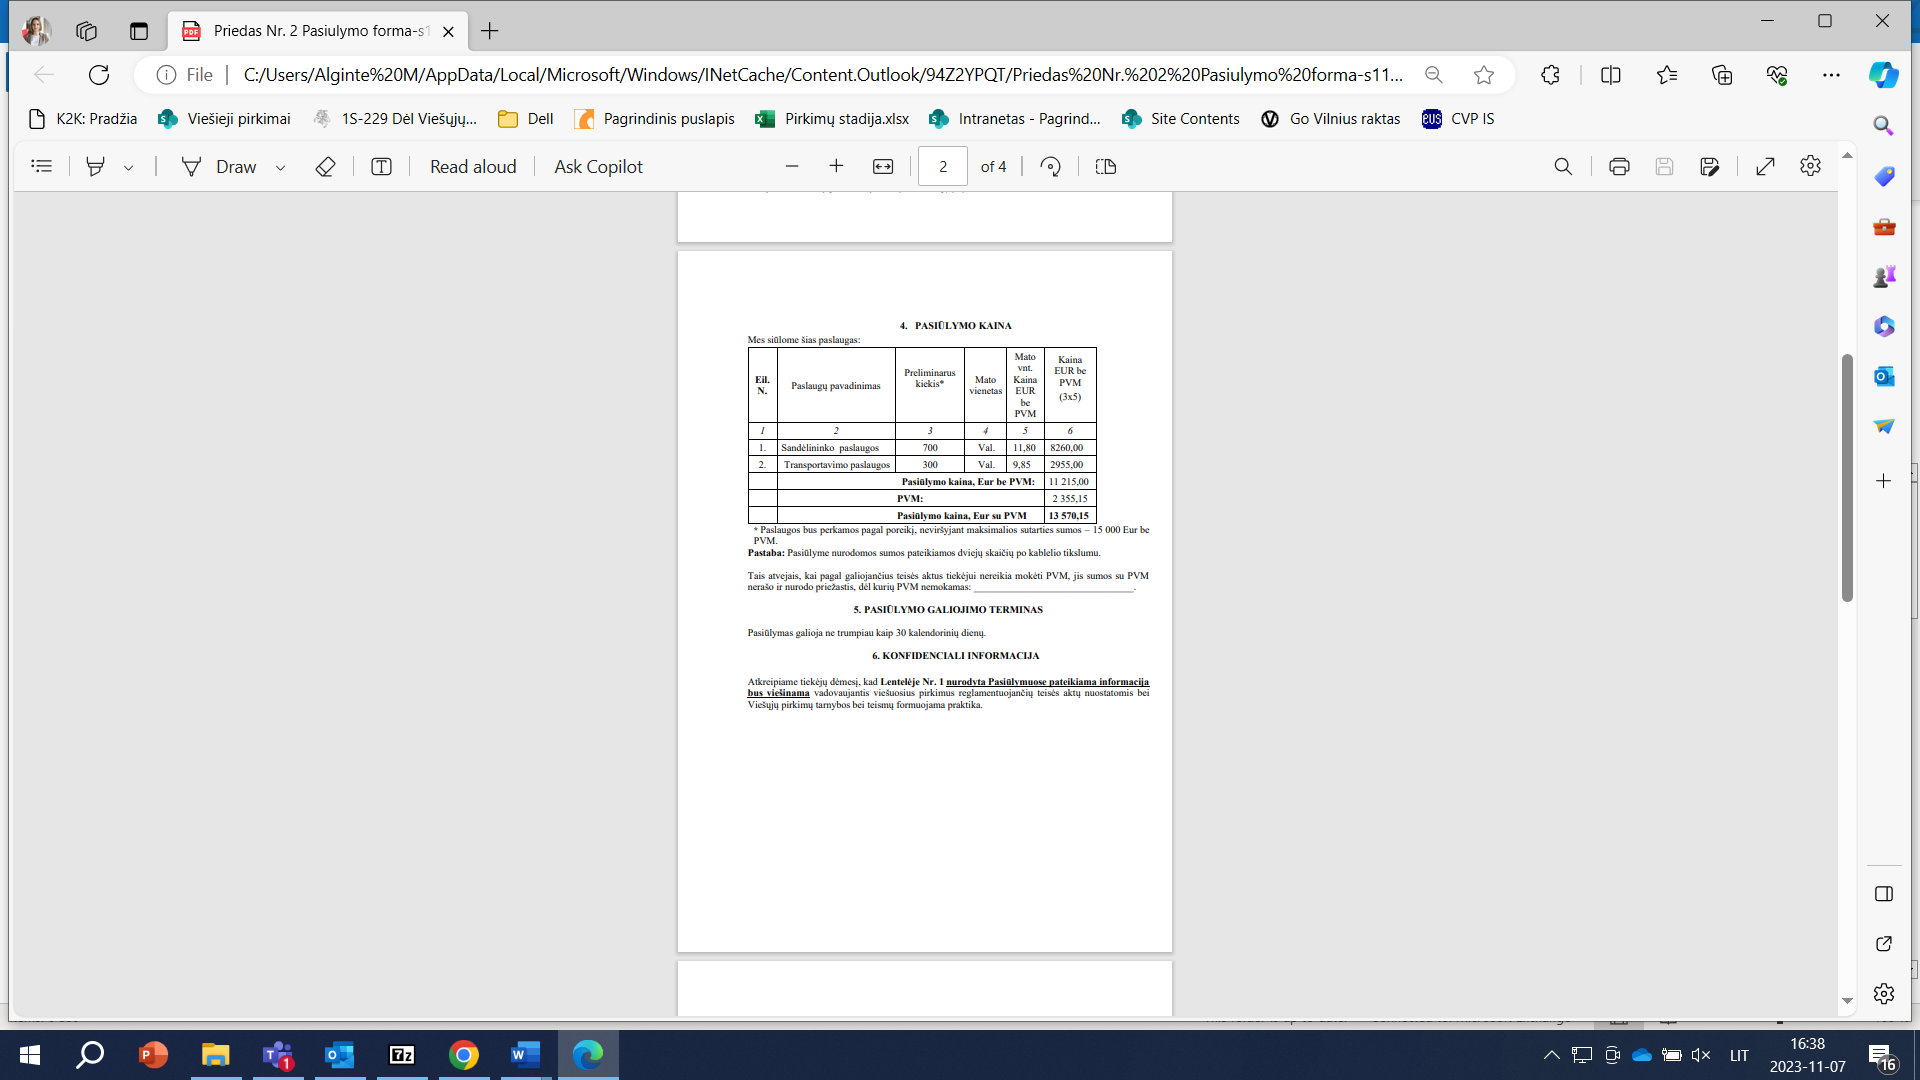 Priedas Nr. 2 Pasiulymo forma-s1
File
C:/Users/Alginte%20M/AppData/Local/Microsoft/Windows/INetCache/Content.Outlook/94Z2YPQT/Priedas%20Nr.%202%20Pasiulymo%20forma-s11...
K2K: Pradžia
Viešieji pirkimai
1S-229 Dėl Viešųjų...
Dell
Pagrindinis puslapis
Pirkimų stadija.xlsx
Intranetas - Pagrind...
Site Contents
Go Vilnius raktas
CVP IS
Draw
Read aloud
Ask Copilot
2
of 4
4. PASIŪLYMO KAINA
Mes siūlome šias paslaugas:
Eil. N.
Paslaugų pavadinimas
Preliminarus kiekis*
Mato vienetas
Mato vnt. Kaina EUR be PVM
Kaina EUR be PVM (3x5)
1 2 3 4 5 6
1. Sandėlininko paslaugos 700 Val. 11,80 8260,00
2. Transportavimo paslaugos 300 Val. 9,85 2955,00
Pasiūlymo kaina, Eur be PVM: 11 215,00
PVM: 2 355,15
Pasiūlymo kaina, Eur su PVM 13 570,15
* Paslaugos bus perkamos pagal poreikį, neviršyjant maksimalios sutarties sumos – 15 000 Eur be
PVM.
Pastaba: Pasiūlyme nurodomos sumos pateikiamos dviejų skaičių po kablelio tikslumu.
Tais atvejais, kai pagal galiojančius teisės aktus tiekėjui nereikia mokėti PVM, jis sumos su PVM
nerašo ir nurodo priežastis, dėl kurių PVM nemokamas: ________________________________.
5. PASIŪLYMO GALIOJIMO TERMINAS
Pasiūlymas galioja ne trumpiau kaip 30 kalendorinių dienų.
6. KONFIDENCIALI INFORMACIJA
Atkreipiame tiekėjų dėmesį, kad Lentelėje Nr. 1 nurodyta Pasiūlymuose pateikiama informacija
bus viešinama vadovaujantis viešuosius pirkimus reglamentuojančių teisės aktų nuostatomis bei
Viešųjų pirkimų tarnybos bei teismų formuojama praktika.
LIT
16:38
2023-11-07
16